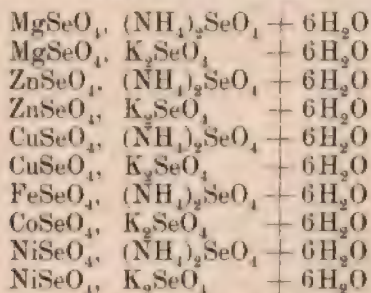 MgSeO₄, (NH₄)₂SeO₄ + 6H₂O
MgSeO₄, K₂SeO₄ + 6H₂O
ZnSeO₄, (NH₄)₂SeO₄ + 6H₂O
ZnSeO₄, K₂SeO₄ + 6H₂O
CuSeO₄, (NH₄)₂SeO₄ + 6H₂O
CuSeO₄, K₂SeO₄ + 6H₂O
FeSeO₄, (NH₄)₂SeO₄ + 6H₂O
CoSeO₄, K₂SeO₄ + 6H₂O
NiSeO₄, (NH₄)₂SeO₄ + 6H₂O
NiSeO₄, K₂SeO₄ + 6H₂O